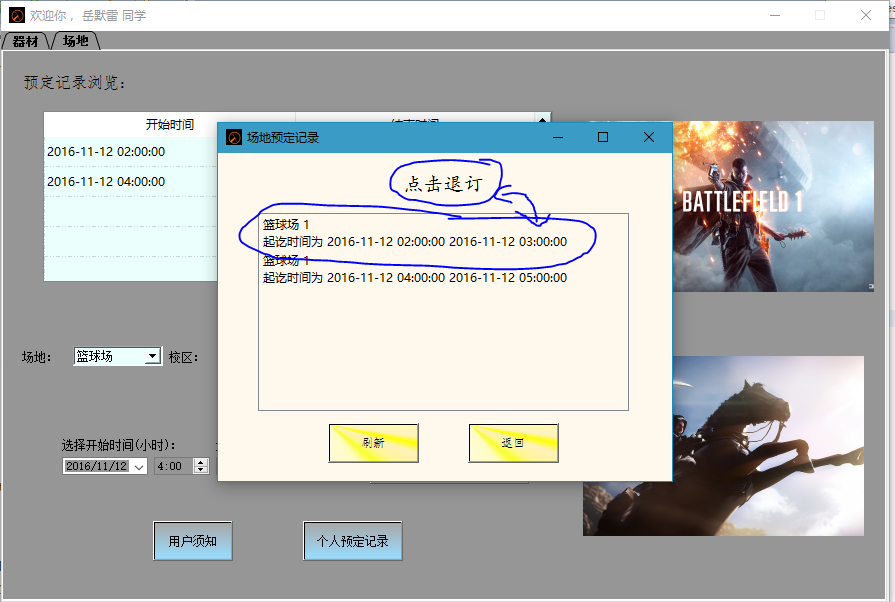 欢迎你， 岳默雷 同学
器材 场地
预定记录浏览：
开始时间
2016-11-12 02:00:00
2016-11-12 04:00:00
场地预定记录
点击退订
篮球场 1
起讫时间为 2016-11-12 02:00:00 2016-11-12 03:00:00
篮球场 1
起讫时间为 2016-11-12 04:00:00 2016-11-12 05:00:00
刷新 返回
BATTLEFIELD 1
场地： 篮球场 校区：
选择开始时间(小时)：
2016/11/12 4:00
用户须知 个人预定记录